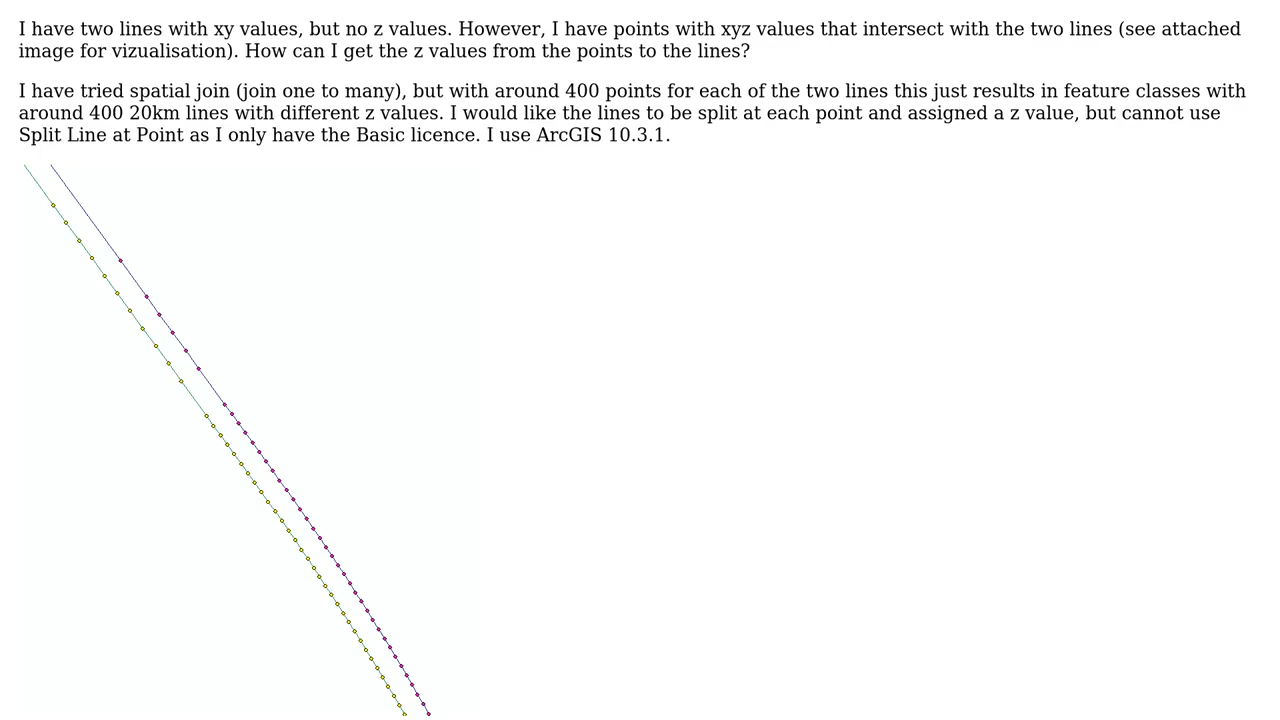 I have two lines with xy values, but no z values. However, I have points with xyz values that intersect with the two lines (see attached
image for vizualisation). How can I get the z values from the points to the lines?
I have tried spatial join (join one to many), but with around 400 points for each of the two lines this just results in feature classes with
around 400 20km lines with different z values. I would like the lines to be split at each point and assigned a z value, but cannot use
Split Line at Point as I only have the Basic licence. I use ArcGIS 10.3.1.